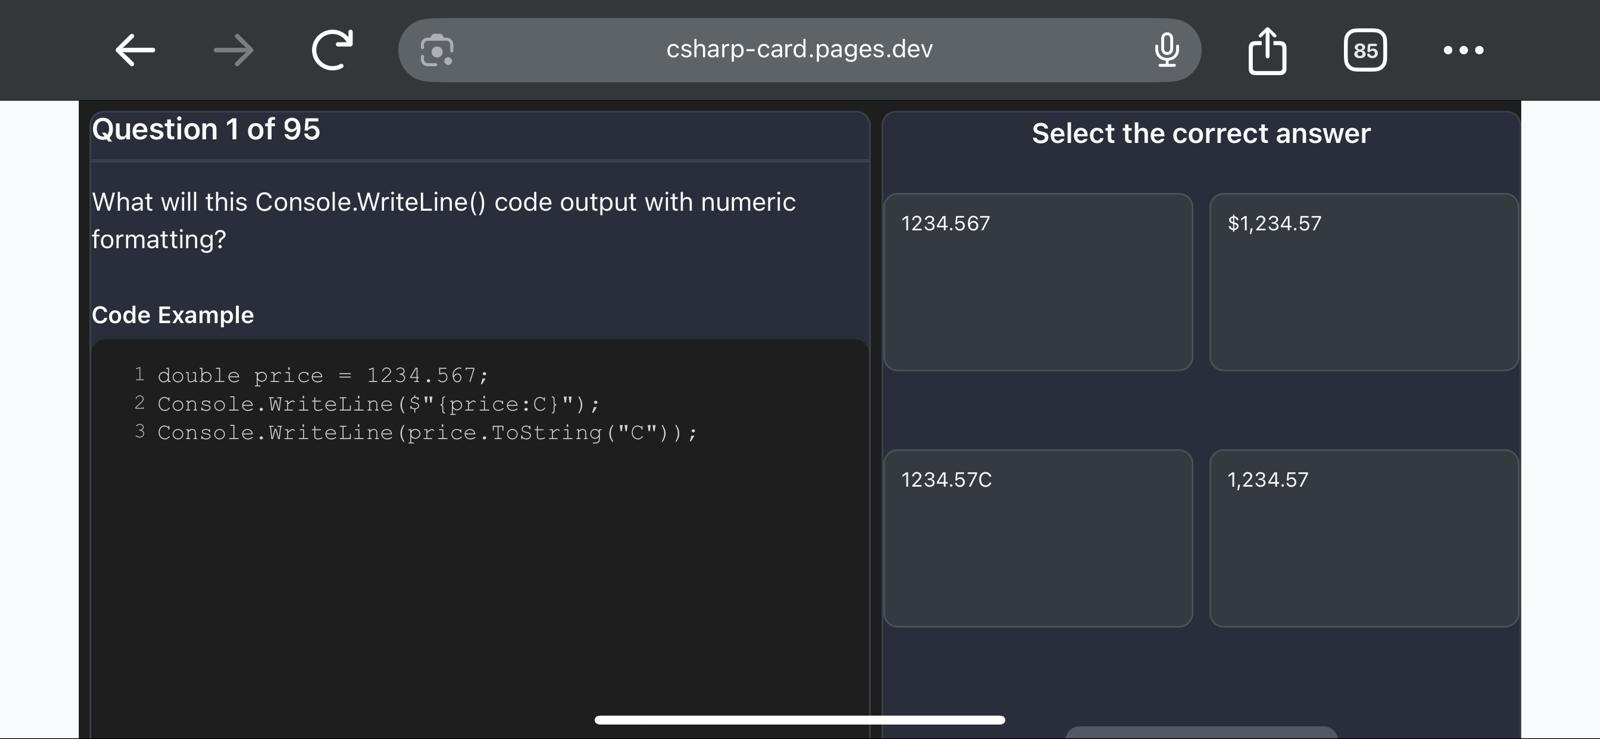 csharp-card.pages.dev
85
Question 1 of 95
What will this Console.WriteLine() code output with numeric
formatting?
Code Example
1 double price = 1234.567;
2 Console.WriteLine($"{price:C}");
3 Console.WriteLine(price.ToString("C"));
Select the correct answer
1234.567
$1,234.57
1234.57C
1,234.57